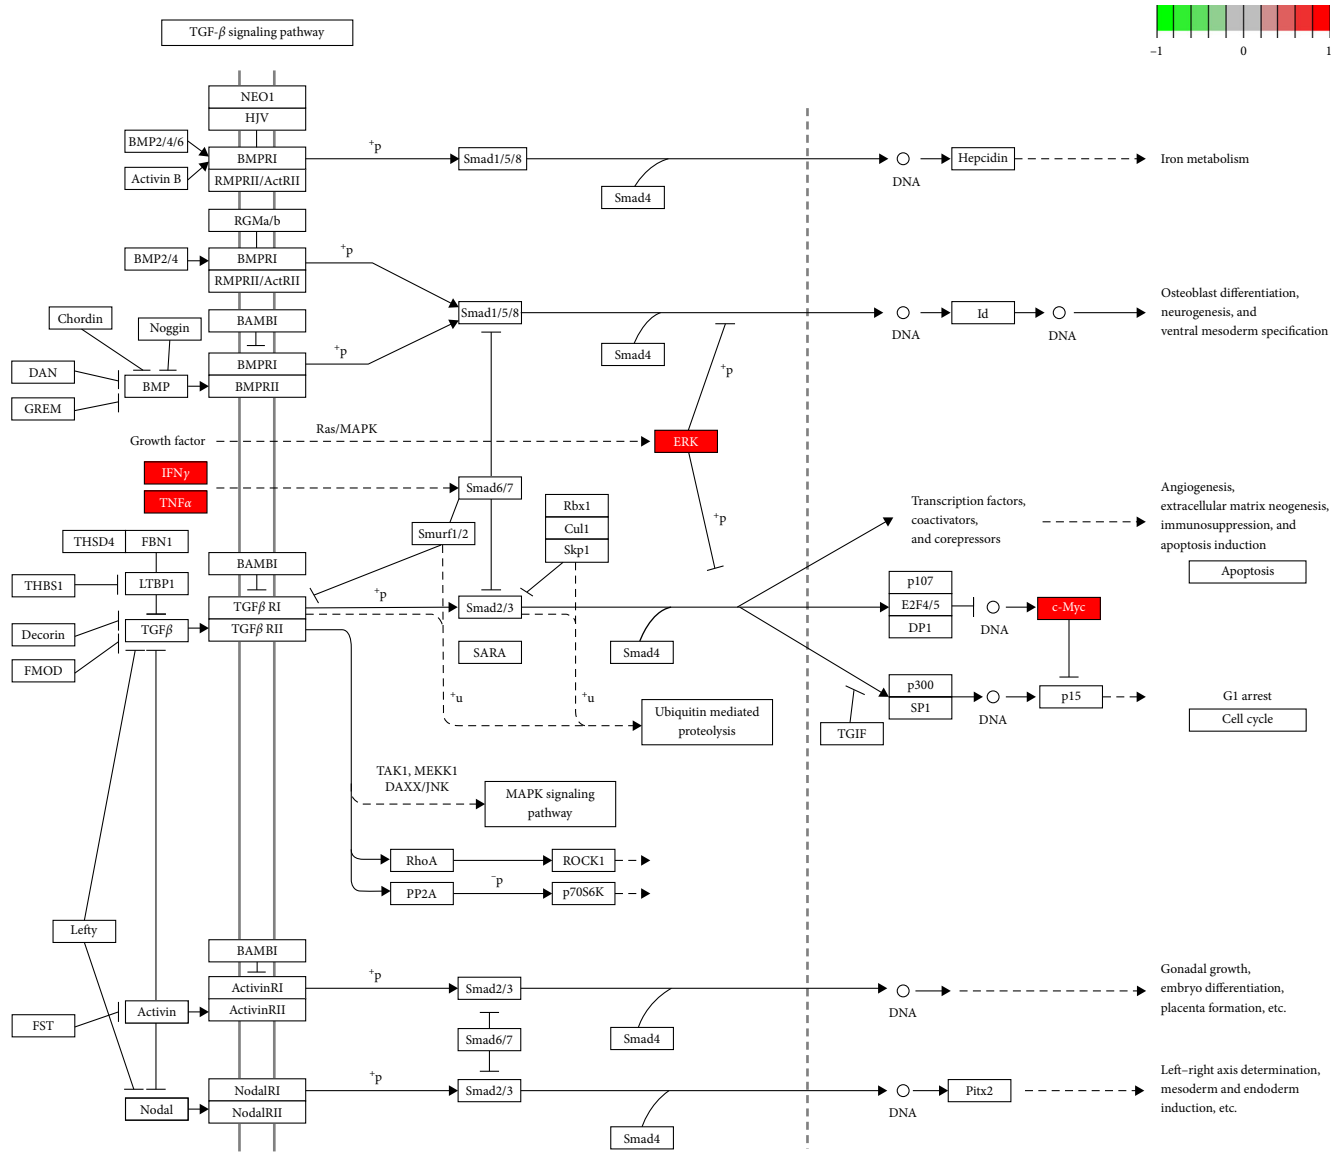 TGF-β signaling pathway
–1
0
1
NEO1
HJV
BMP2/4/6
Activin B
BMPRI
RMPRII/ActRII
+p
Smad1/5/8
Smad4
DNA
Hepcidin
Iron metabolism
RGMa/b
BMP2/4
BMPRI
RMPRII/ActRII
+p
Smad1/5/8
Smad4
DNA
Id
DNA
Osteoblast differentiation,
neurogenesis, and
ventral mesoderm specification
Chordin
Noggin
BAMBI
DAN
GREM
BMP
BMPRI
BMPRII
+p
+p
Growth factor
Ras/MAPK
ERK
IFNγ
TNFα
Smad6/7
+p
Rbx1
Cul1
Skp1
Smurf1/2
Transcription factors,
coactivators,
and corepressors
Angiogenesis,
extracellular matrix neogenesis,
immunosuppression, and
apoptosis induction
Apoptosis
THSD4
FBN1
THBS1
LTBP1
BAMBI
Decorin
FMOD
TGFβ
TGFβ RI
TGFβ RII
+p
Smad2/3
SARA
Smad4
p107
E2F4/5
DP1
DNA
c-Myc
p300
SP1
DNA
p15
TGIF
G1 arrest
Cell cycle
+u
+u
Ubiquitin mediated
proteolysis
TAK1, MEKK1
DAXX/JNK
MAPK signaling
pathway
RhoA
ROCK1
PP2A
–p
p70S6K
Lefty
BAMBI
FST
Activin
ActivinRI
ActivinRII
+p
Smad2/3
Smad4
DNA
Gonadal growth,
embryo differentiation,
placenta formation, etc.
Smad6/7
Nodal
NodalRI
NodalRII
+p
Smad2/3
Smad4
DNA
Pitx2
Left–right axis determination,
mesoderm and endoderm
induction, etc.